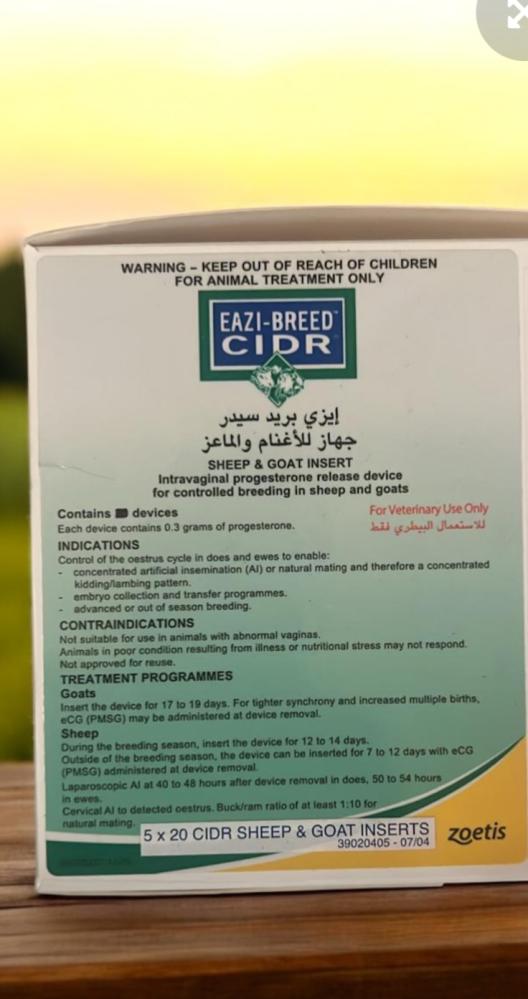 WARNING – KEEP OUT OF REACH OF CHILDREN
FOR ANIMAL TREATMENT ONLY
EAZI-BREED™
CIDR
إيزي بريد سيدر
جهاز للأغنام والماعز
SHEEP & GOAT INSERT
Intravaginal progesterone release device
for controlled breeding in sheep and goats
Contains devices
For Veterinary Use Only
Each device contains 0.3 grams of progesterone.
للاستعمال البيطري فقط
INDICATIONS
Control of the oestrus cycle in does and ewes to enable:
- concentrated artificial insemination (AI) or natural mating and therefore a concentrated
kidding/lambing pattern.
- embryo collection and transfer programmes.
- advanced or out of season breeding.
CONTRAINDICATIONS
Not suitable for use in animals with abnormal vaginas.
Animals in poor condition resulting from illness or nutritional stress may not respond.
Not approved for reuse.
TREATMENT PROGRAMMES
Goats
Insert the device for 17 to 19 days. For tighter synchrony and increased multiple births,
eCG (PMSG) may be administered at device removal.
Sheep
During the breeding season, insert the device for 12 to 14 days.
Outside of the breeding season, the device can be inserted for 7 to 12 days with eCG
(PMSG) administered at device removal.
Laparoscopic AI at 40 to 48 hours after device removal in does, 50 to 54 hours
in ewes.
Cervical AI to detected oestrus. Buck/ram ratio of at least 1:10 for
natural mating.
5 x 20 CIDR SHEEP & GOAT INSERTS
39020405 - 07/04
zoetis